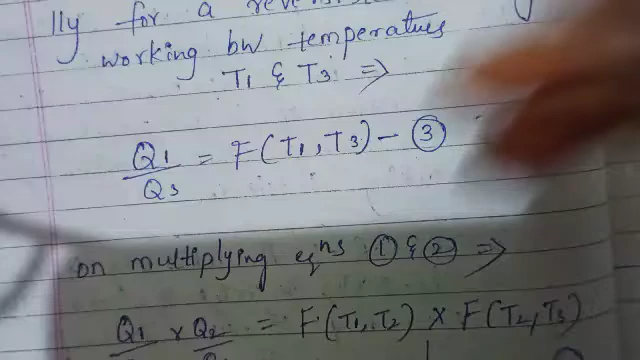 lly for a
working bw temperatures
T1 & T3 ⇒
Q1/Q3 = F(T1, T3) - ③
on multiplying eqns ① & ② ⇒
Q1 x Q2 = F(T1, T2) X F(T2, T3)